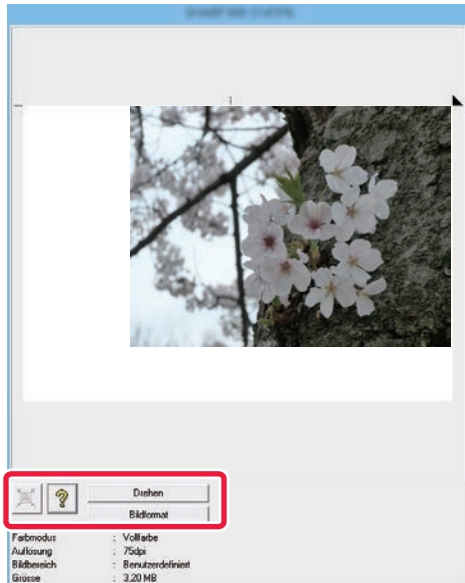 Drehen
Bildformat
Farbmodus : Vollfarbe
Auflösung : 75dpi
Bildbereich : Benutzerdefiniert
Grösse : 3,20 MB